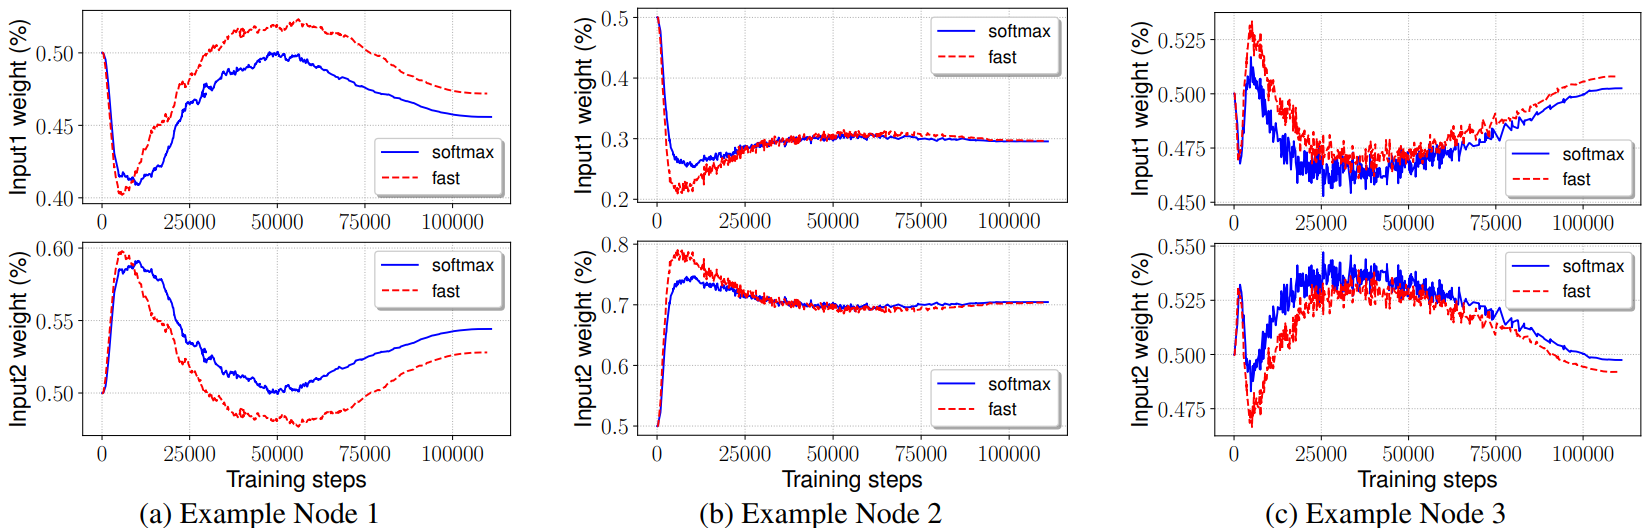 Input1 weight (%)
0.50
0.45
0.40
softmax
fast
0 25000 50000 75000 100000
Input2 weight (%)
0.60
0.55
0.50
softmax
fast
0 25000 50000 75000 100000
Training steps
(a) Example Node 1
Input1 weight (%)
0.5
0.4
0.3
0.2
softmax
fast
0 25000 50000 75000 100000
Input2 weight (%)
0.8
0.7
0.6
0.5
softmax
fast
0 25000 50000 75000 100000
Training steps
(b) Example Node 2
Input1 weight (%)
0.525
0.500
0.475
0.450
softmax
fast
0 25000 50000 75000 100000
Input2 weight (%)
0.550
0.525
0.500
0.475
softmax
fast
0 25000 50000 75000 100000
Training steps
(c) Example Node 3